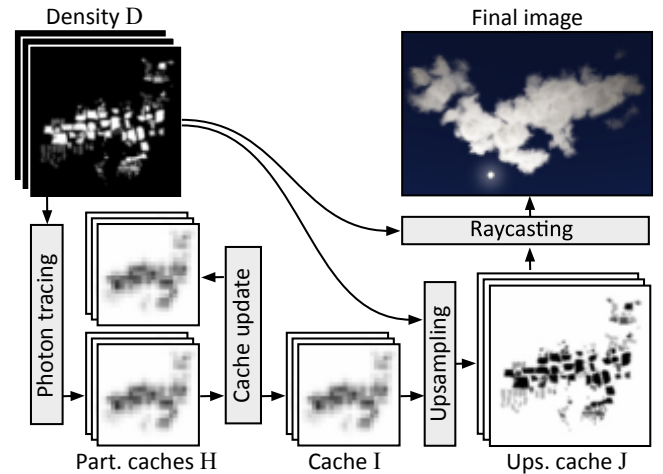 Density D
Final image
Raycasting
Photon tracing
Cache update
Upsampling
Part. caches H
Cache I
Ups. cache J